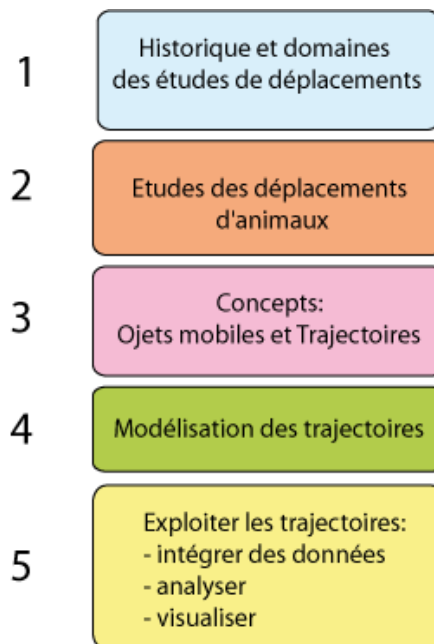 1
Historique et domaines
des études de déplacements
2
Etudes des déplacements
d'animaux
3
Concepts:
Ojets mobiles et Trajectoires
4
Modélisation des trajectoires
5
Exploiter les trajectoires:
- intégrer des données
- analyser
- visualiser